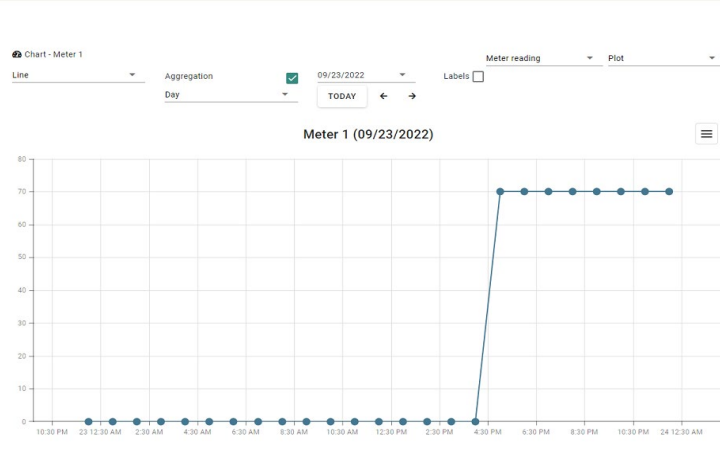 Chart - Meter 1
Meter reading
Plot
Line
Aggregation
09/23/2022
Labels
Day
TODAY
Meter 1 (09/23/2022)
80
70
60
50
40
30
20
10
0
10:30 PM 23 12:30 AM 2:30 AM 4:30 AM 6:30 AM 8:30 AM 10:30 AM 12:30 PM 2:30 PM 4:30 PM 6:30 PM 8:30 PM 10:30 PM 24 12:30 AM